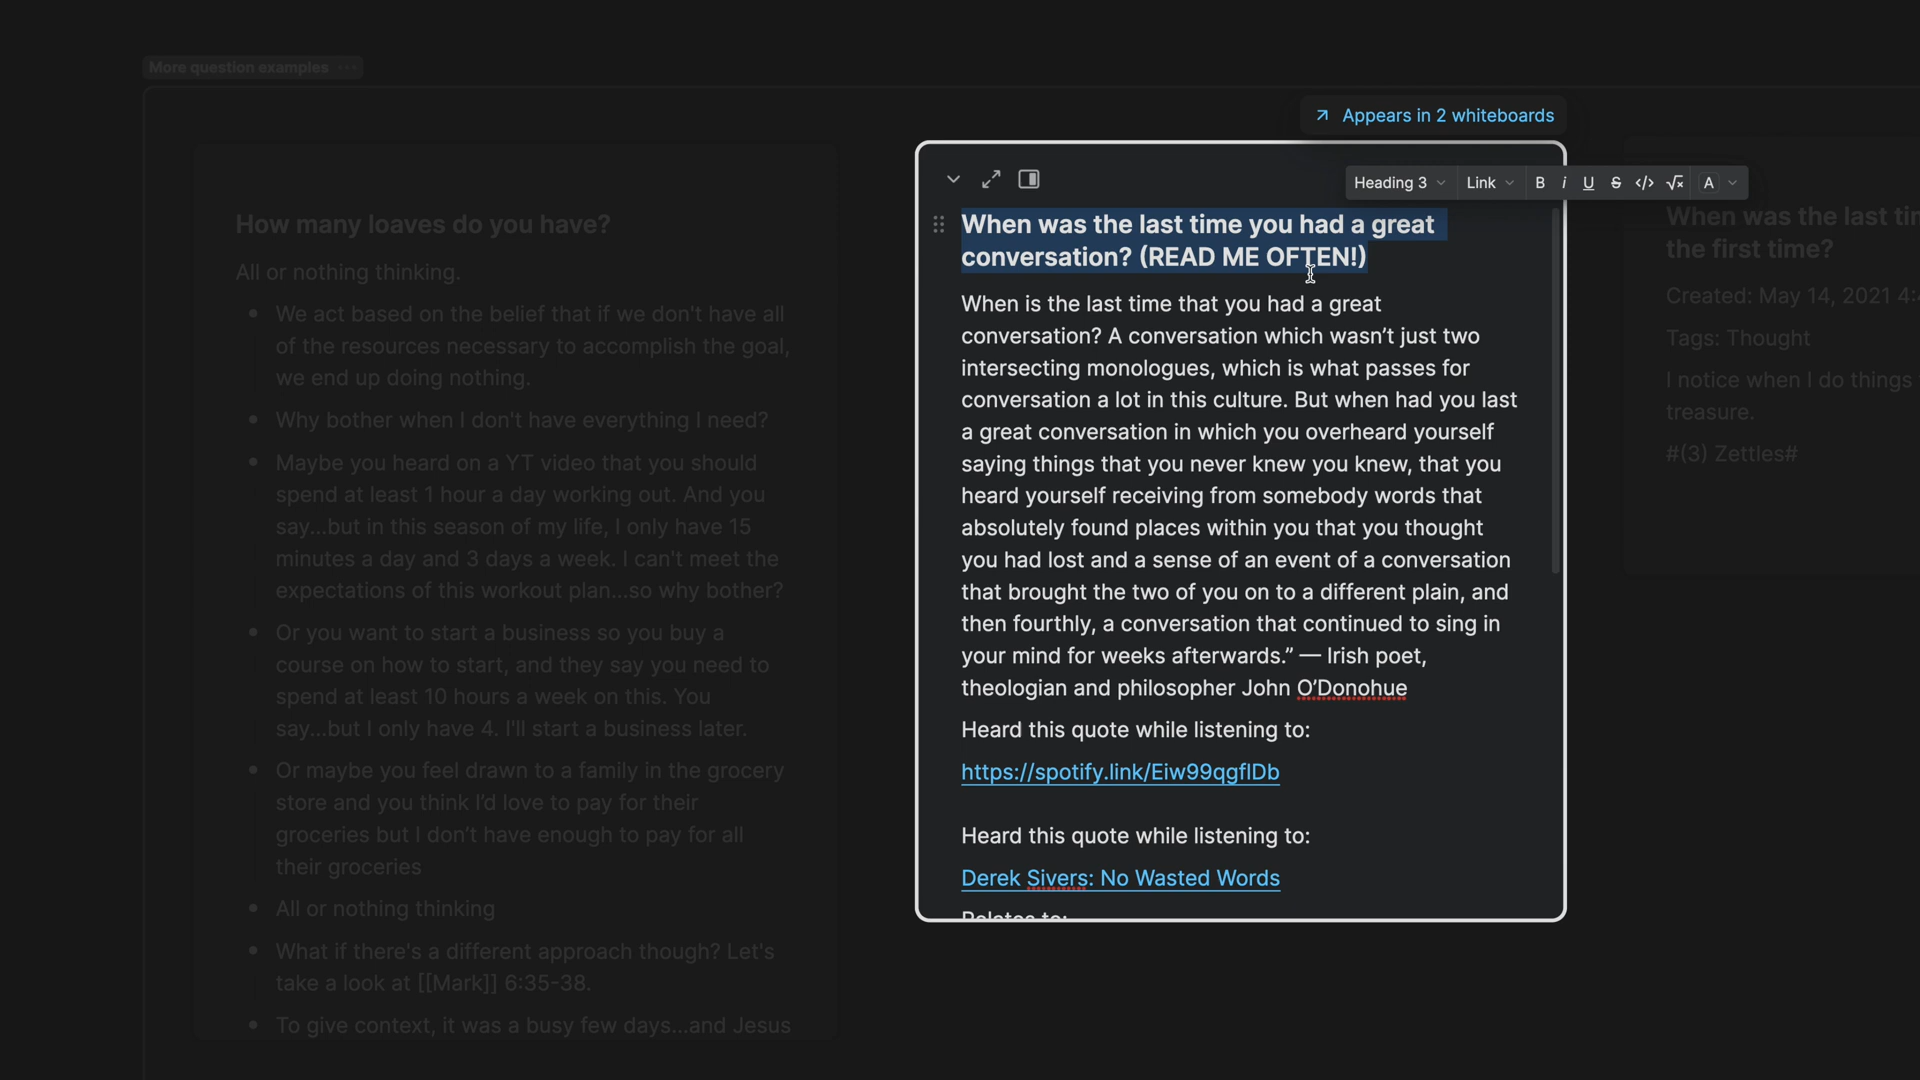 More question examples ...
How many loaves do you have?
All or nothing thinking.
We act based on the belief that if we don't have all
of the resources necessary to accomplish the goal,
we end up doing nothing.
Why bother when I don't have everything I need?
Maybe you heard on a YT video that you should
spend at least 1 hour a day working out. And you
say...but in this season of my life, I only have 15
minutes a day and 3 days a week. I can't meet the
expectations of this workout plan...so why bother?
Or you want to start a business so you buy a
course on how to start, and they say you need to
spend at least 10 hours a week on this. You
say...but I only have 4. I'll start a business later.
Or maybe you feel drawn to a family in the grocery
store and you think I'd love to pay for their
groceries but I don't have enough to pay for all
their groceries
All or nothing thinking
What if there's a different approach though? Let's
take a look at [[Mark]] 6:35-38.
To give context, it was a busy few days...and Jesus
Appears in 2 whiteboards
Heading 3 Link B i U S </> √x A
When was the last time you had a great
conversation? (READ ME OFTEN!)
When is the last time that you had a great
conversation? A conversation which wasn’t just two
intersecting monologues, which is what passes for
conversation a lot in this culture. But when had you last
a great conversation in which you overheard yourself
saying things that you never knew you knew, that you
heard yourself receiving from somebody words that
absolutely found places within you that you thought
you had lost and a sense of an event of a conversation
that brought the two of you on to a different plain, and
then fourthly, a conversation that continued to sing in
your mind for weeks afterwards.” — Irish poet,
theologian and philosopher John O’Donohue
Heard this quote while listening to:
https://spotify.link/Eiw99qgflDb
Heard this quote while listening to:
Derek Sivers: No Wasted Words
Relates to:
When was the last tin
the first time?
Created: May 14, 2021 4:
Tags: Thought
I notice when I do things
treasure.
#(3) Zettles#